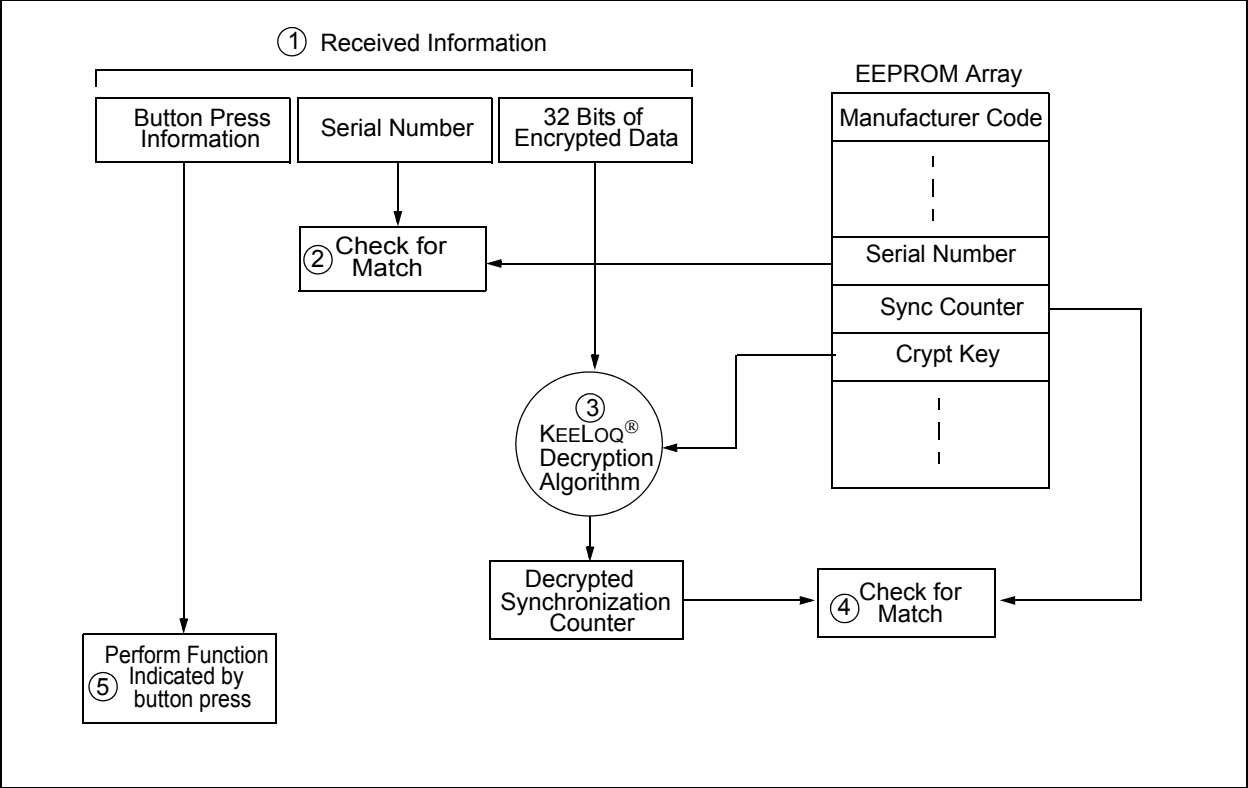 ① Received Information
EEPROM Array
Button Press
Information
Serial Number
32 Bits of
Encrypted Data
Manufacturer Code
Serial Number
Sync Counter
Crypt Key
② Check for
Match
③
KEELOQ®
Decryption
Algorithm
Decrypted
Synchronization
Counter
④ Check for
Match
Perform Function
⑤ Indicated by
button press